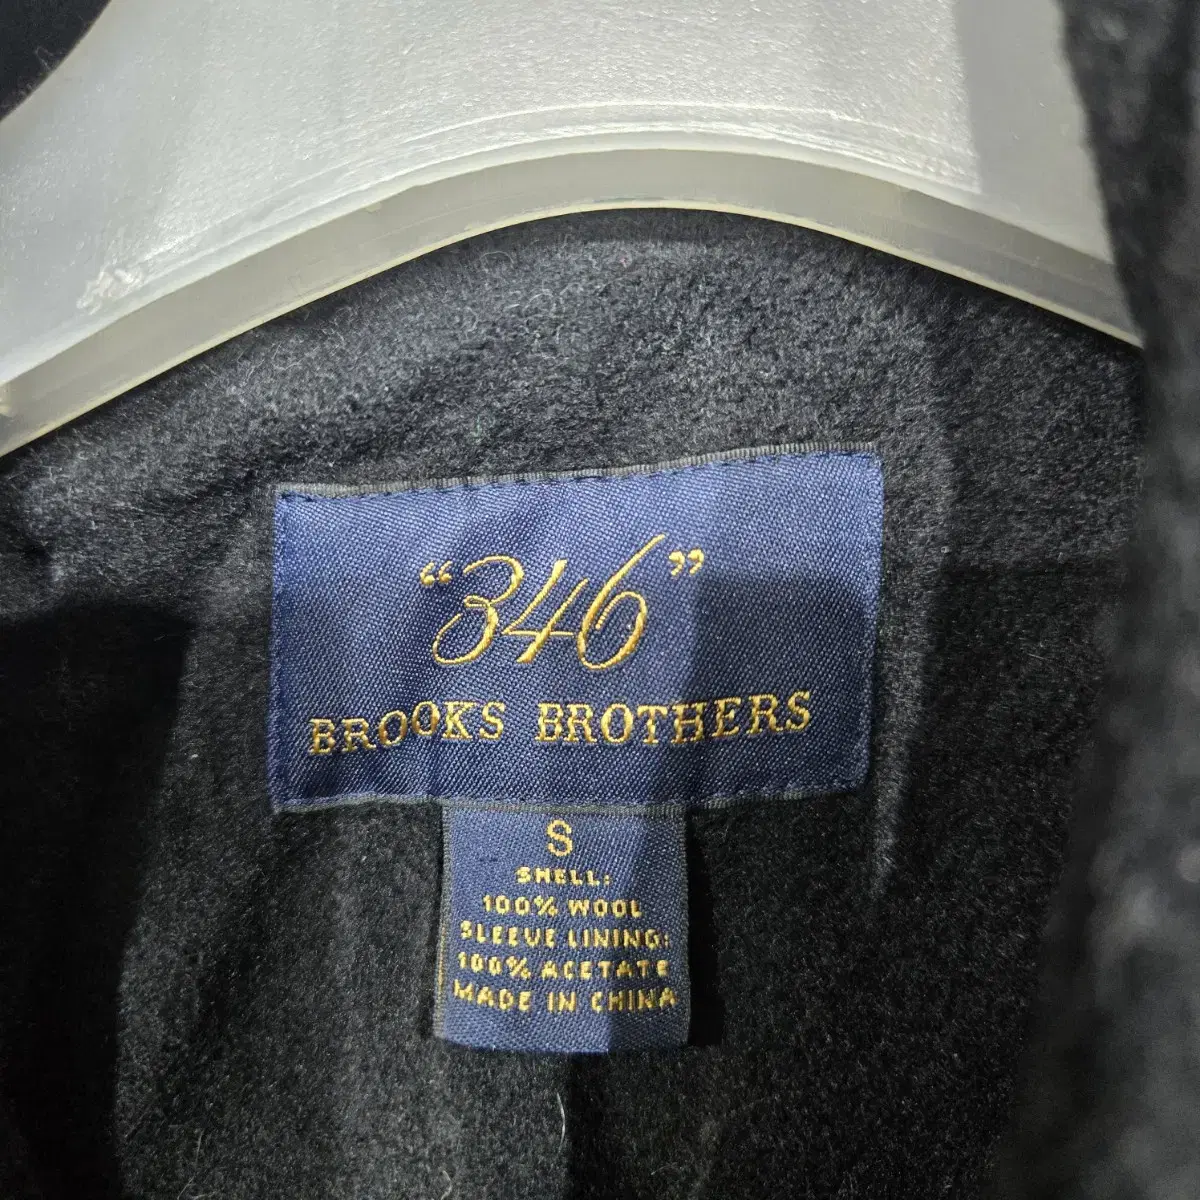 “346”
BROOKS BROTHERS
S
SHELL:
100% WOOL
SLEEVE LINING:
100% ACETATE
MADE IN CHINA